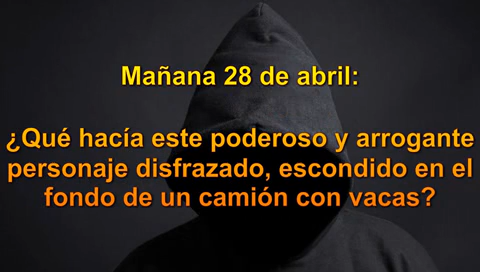 Mañana 28 de abril:
¿Qué hacía este poderoso y arrogante
personaje disfrazado, escondido en el
fondo de un camión con vacas?